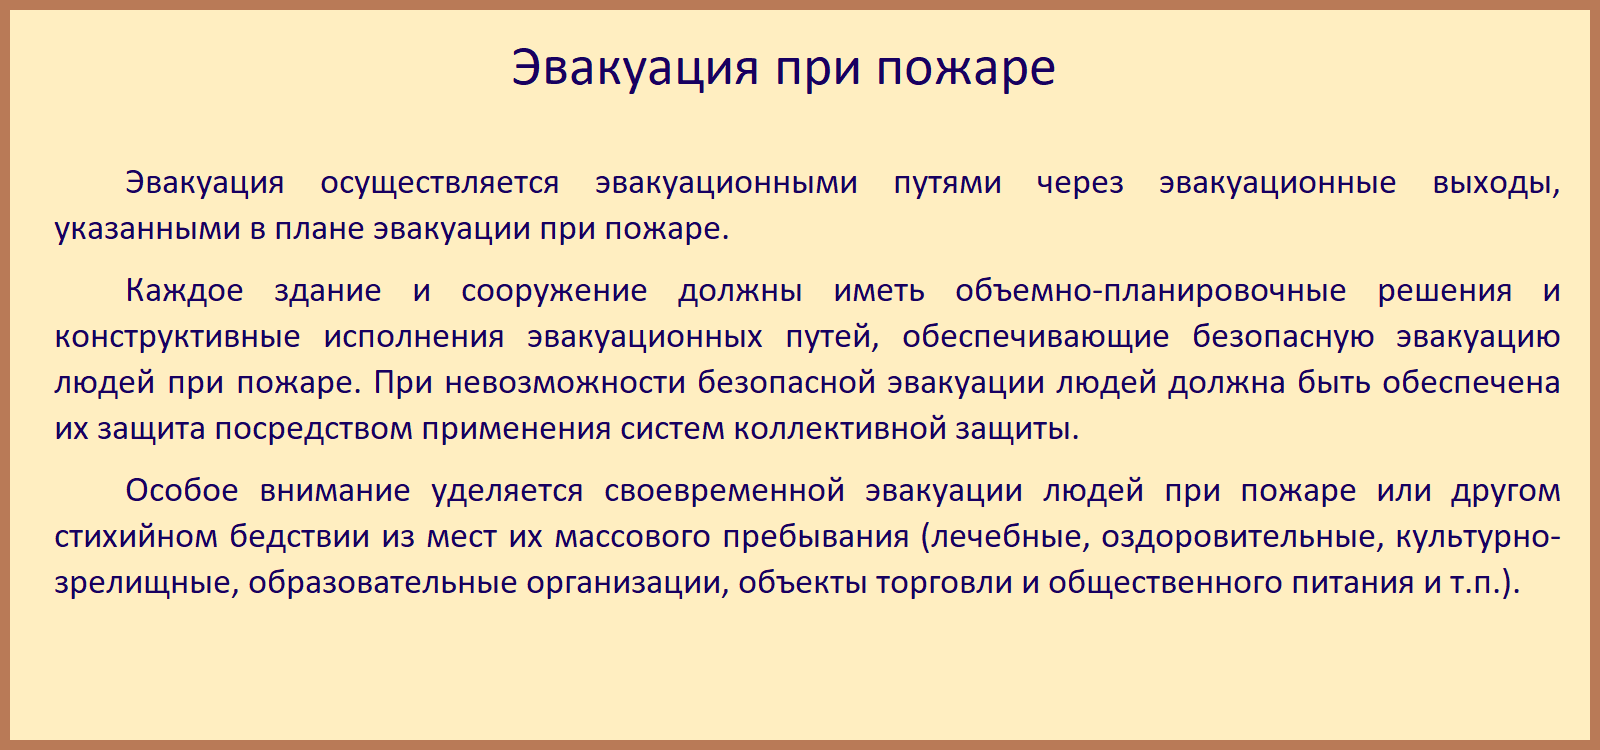 Эвакуация при пожаре
Эвакуация осуществляется эвакуационными путями через эвакуационные выходы,
указанными в плане эвакуации при пожаре.
Каждое здание и сооружение должны иметь объемно-планировочные решения и
конструктивные исполнения эвакуационных путей, обеспечивающие безопасную эвакуацию
людей при пожаре. При невозможности безопасной эвакуации людей должна быть обеспечена
их защита посредством применения систем коллективной защиты.
Особое внимание уделяется своевременной эвакуации людей при пожаре или другом
стихийном бедствии из мест их массового пребывания (лечебные, оздоровительные, культурно-
зрелищные, образовательные организации, объекты торговли и общественного питания и т.п.).